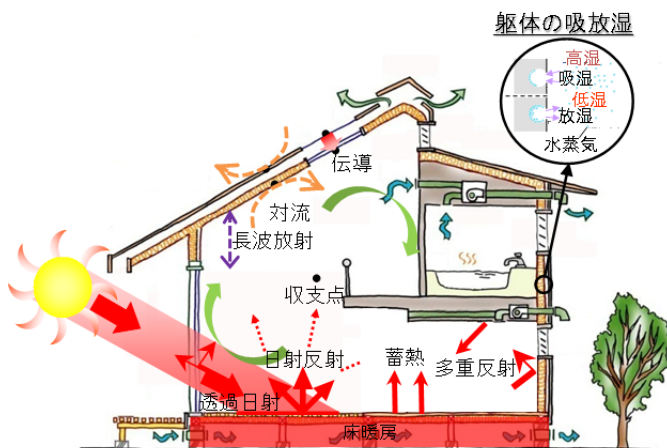 躯体の吸放湿
高湿
吸湿
低湿
放湿
水蒸気
伝導
対流
長波放射
収支点
日射反射
蓄熱
多重反射
透過日射
床暖房